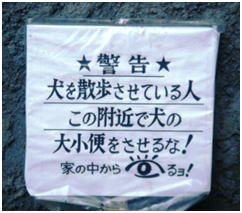 ★警告★
犬を散歩させている人
この附近で犬の
大小便をさせるな!
家の中から👁るヨ!